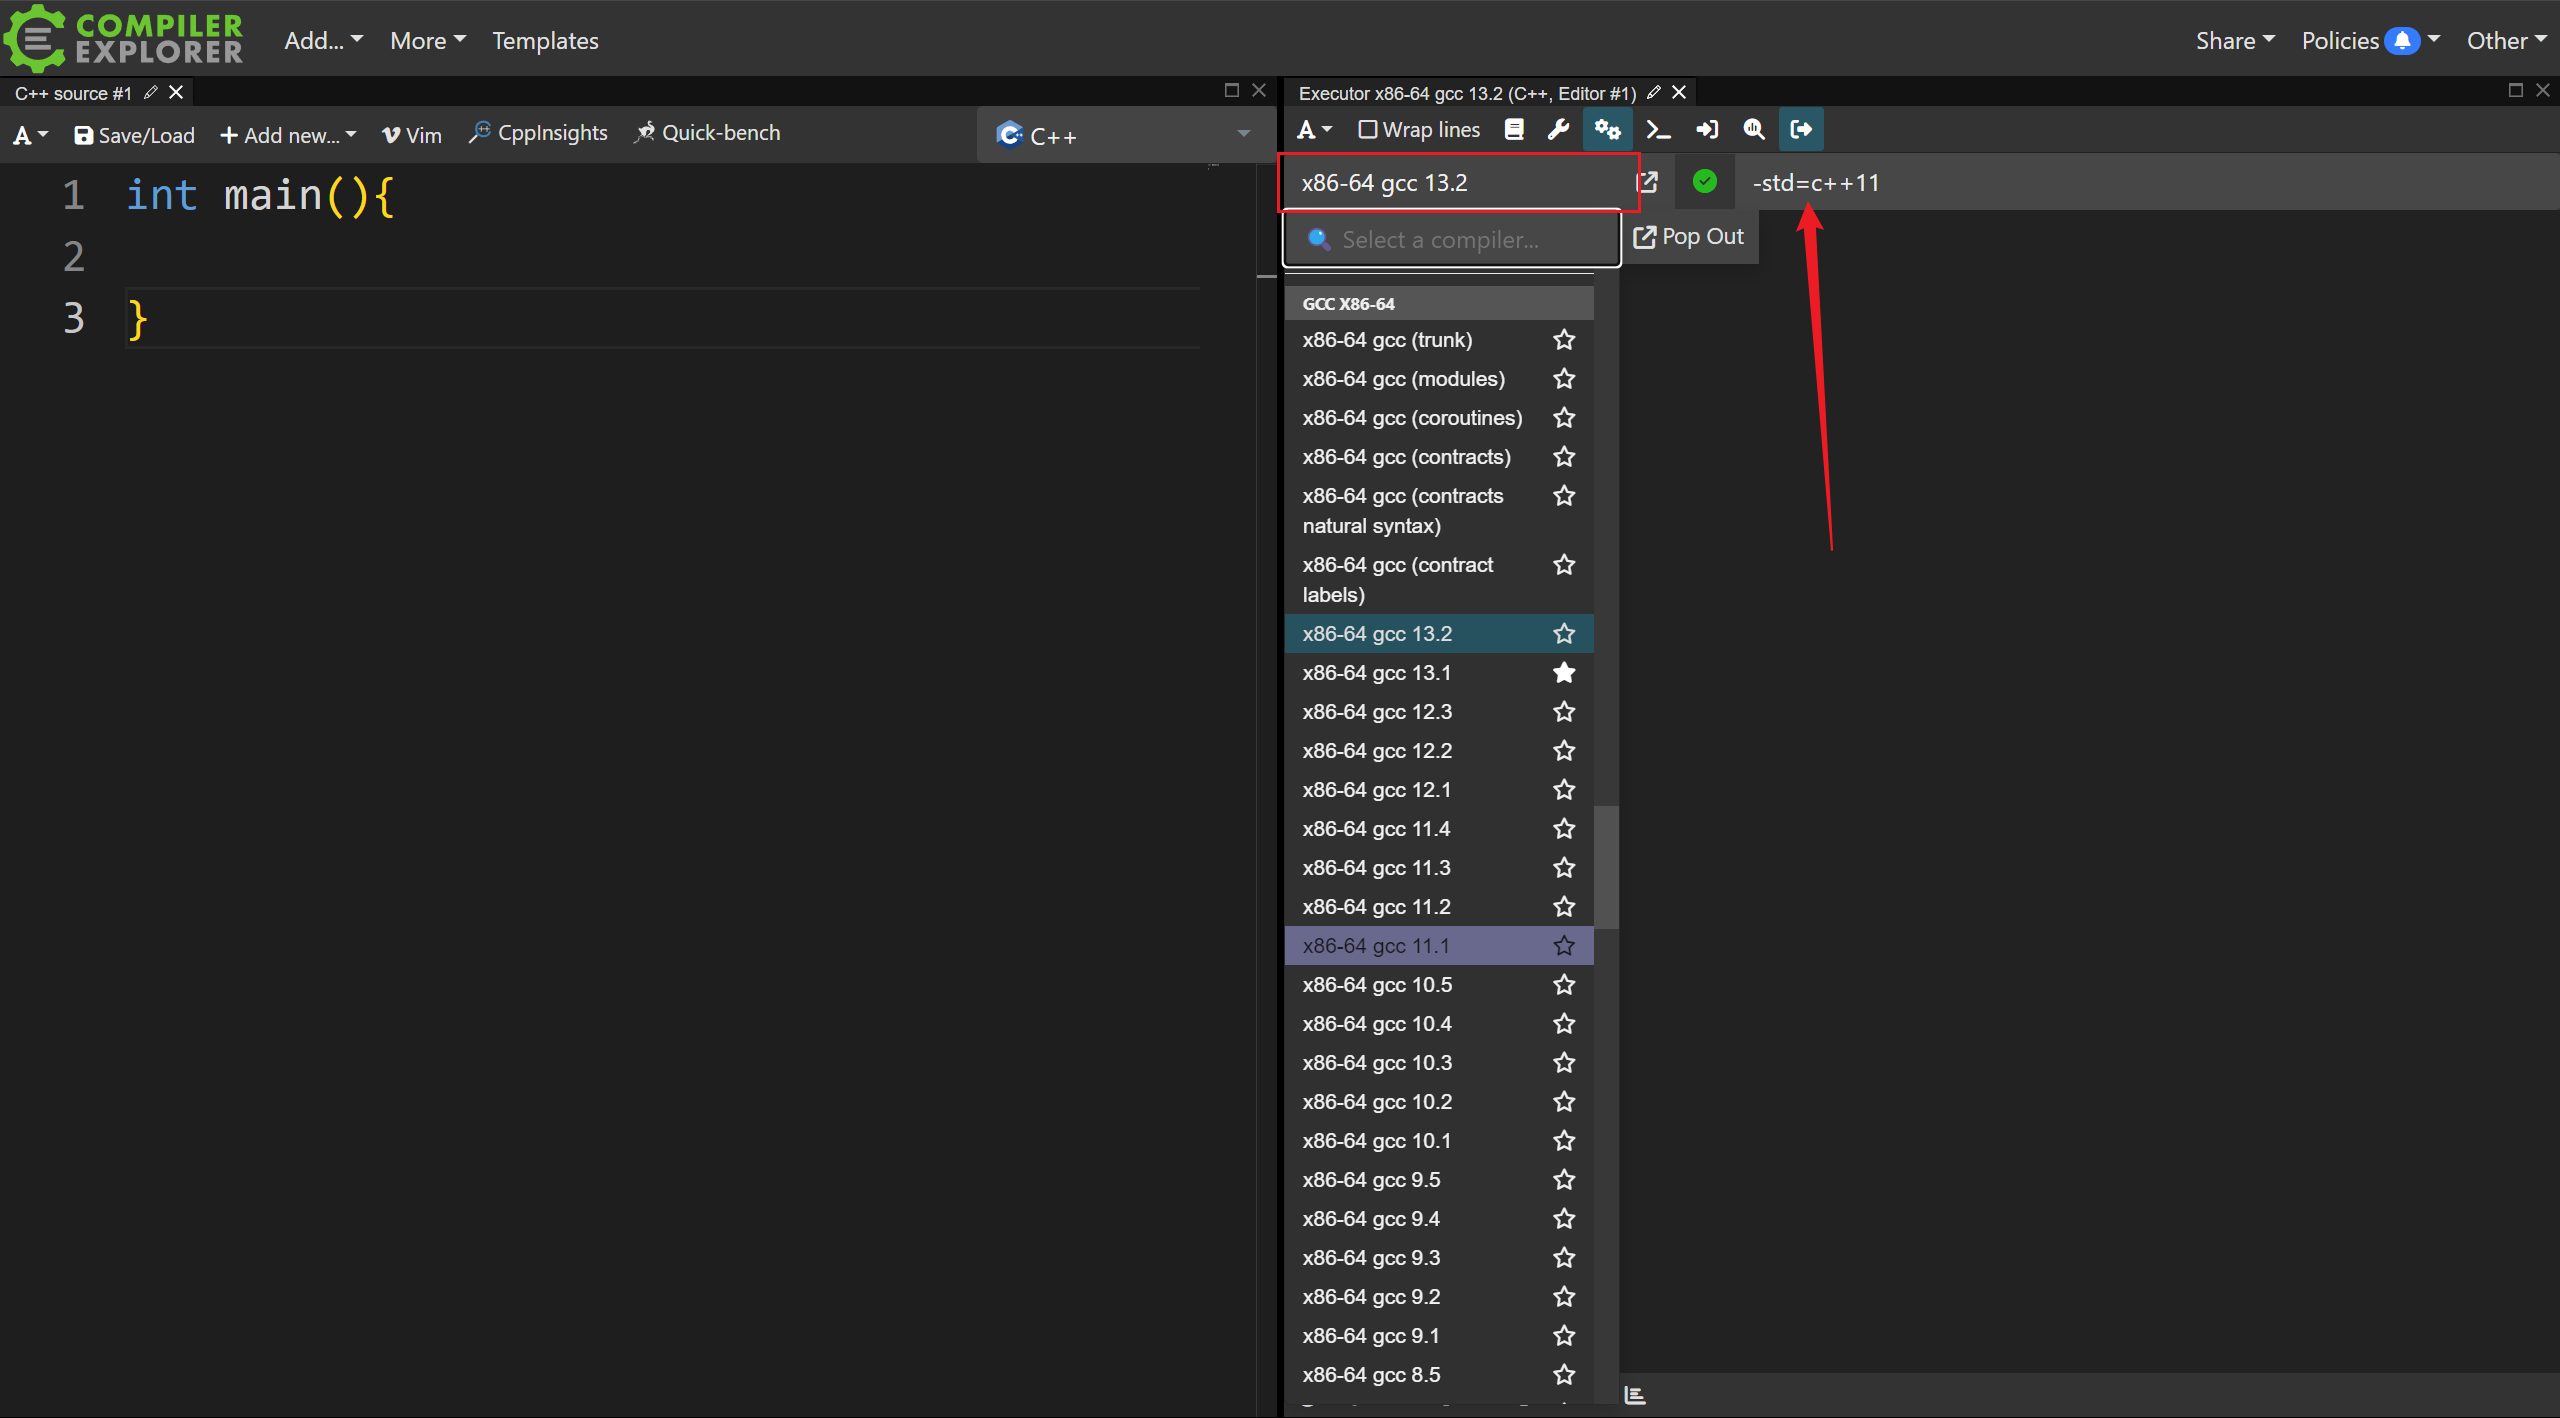 COMPILER
EXPLORER
Add...
More
Templates
Share
Policies
Other
C++ source #1
A
Save/Load
+ Add new...
Vim
CppInsights
Quick-bench
C++
1 int main(){
2
3 }
Executor x86-64 gcc 13.2 (C++, Editor #1)
A
Wrap lines
x86-64 gcc 13.2
-std=c++11
Select a compiler...
Pop Out
GCC X86-64
x86-64 gcc (trunk)
x86-64 gcc (modules)
x86-64 gcc (coroutines)
x86-64 gcc (contracts)
x86-64 gcc (contracts
natural syntax)
x86-64 gcc (contract
labels)
x86-64 gcc 13.2
x86-64 gcc 13.1
x86-64 gcc 12.3
x86-64 gcc 12.2
x86-64 gcc 12.1
x86-64 gcc 11.4
x86-64 gcc 11.3
x86-64 gcc 11.2
x86-64 gcc 11.1
x86-64 gcc 10.5
x86-64 gcc 10.4
x86-64 gcc 10.3
x86-64 gcc 10.2
x86-64 gcc 10.1
x86-64 gcc 9.5
x86-64 gcc 9.4
x86-64 gcc 9.3
x86-64 gcc 9.2
x86-64 gcc 9.1
x86-64 gcc 8.5